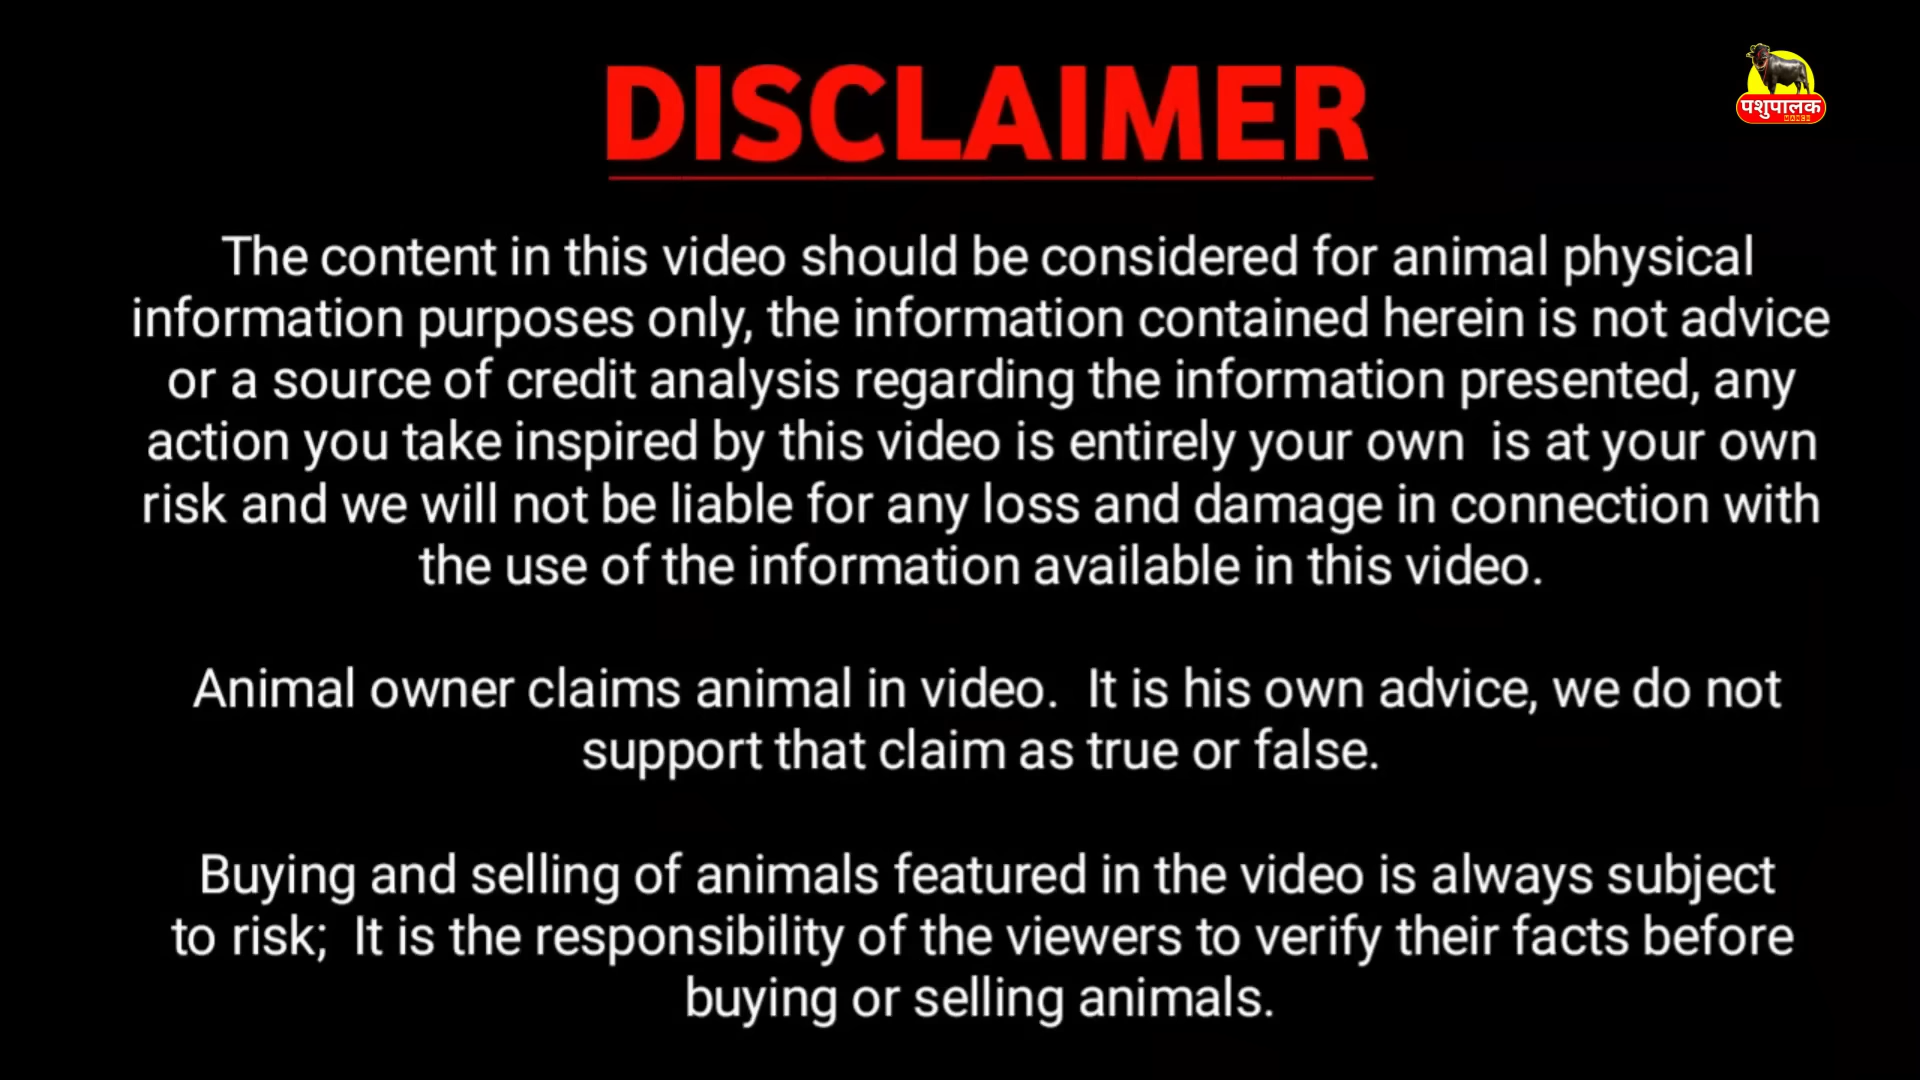 DISCLAIMER
पशुपालक
The content in this video should be considered for animal physical
information purposes only, the information contained herein is not advice
or a source of credit analysis regarding the information presented, any
action you take inspired by this video is entirely your own is at your own
risk and we will not be liable for any loss and damage in connection with
the use of the information available in this video.
Animal owner claims animal in video. It is his own advice, we do not
support that claim as true or false.
Buying and selling of animals featured in the video is always subject
to risk; It is the responsibility of the viewers to verify their facts before
buying or selling animals.